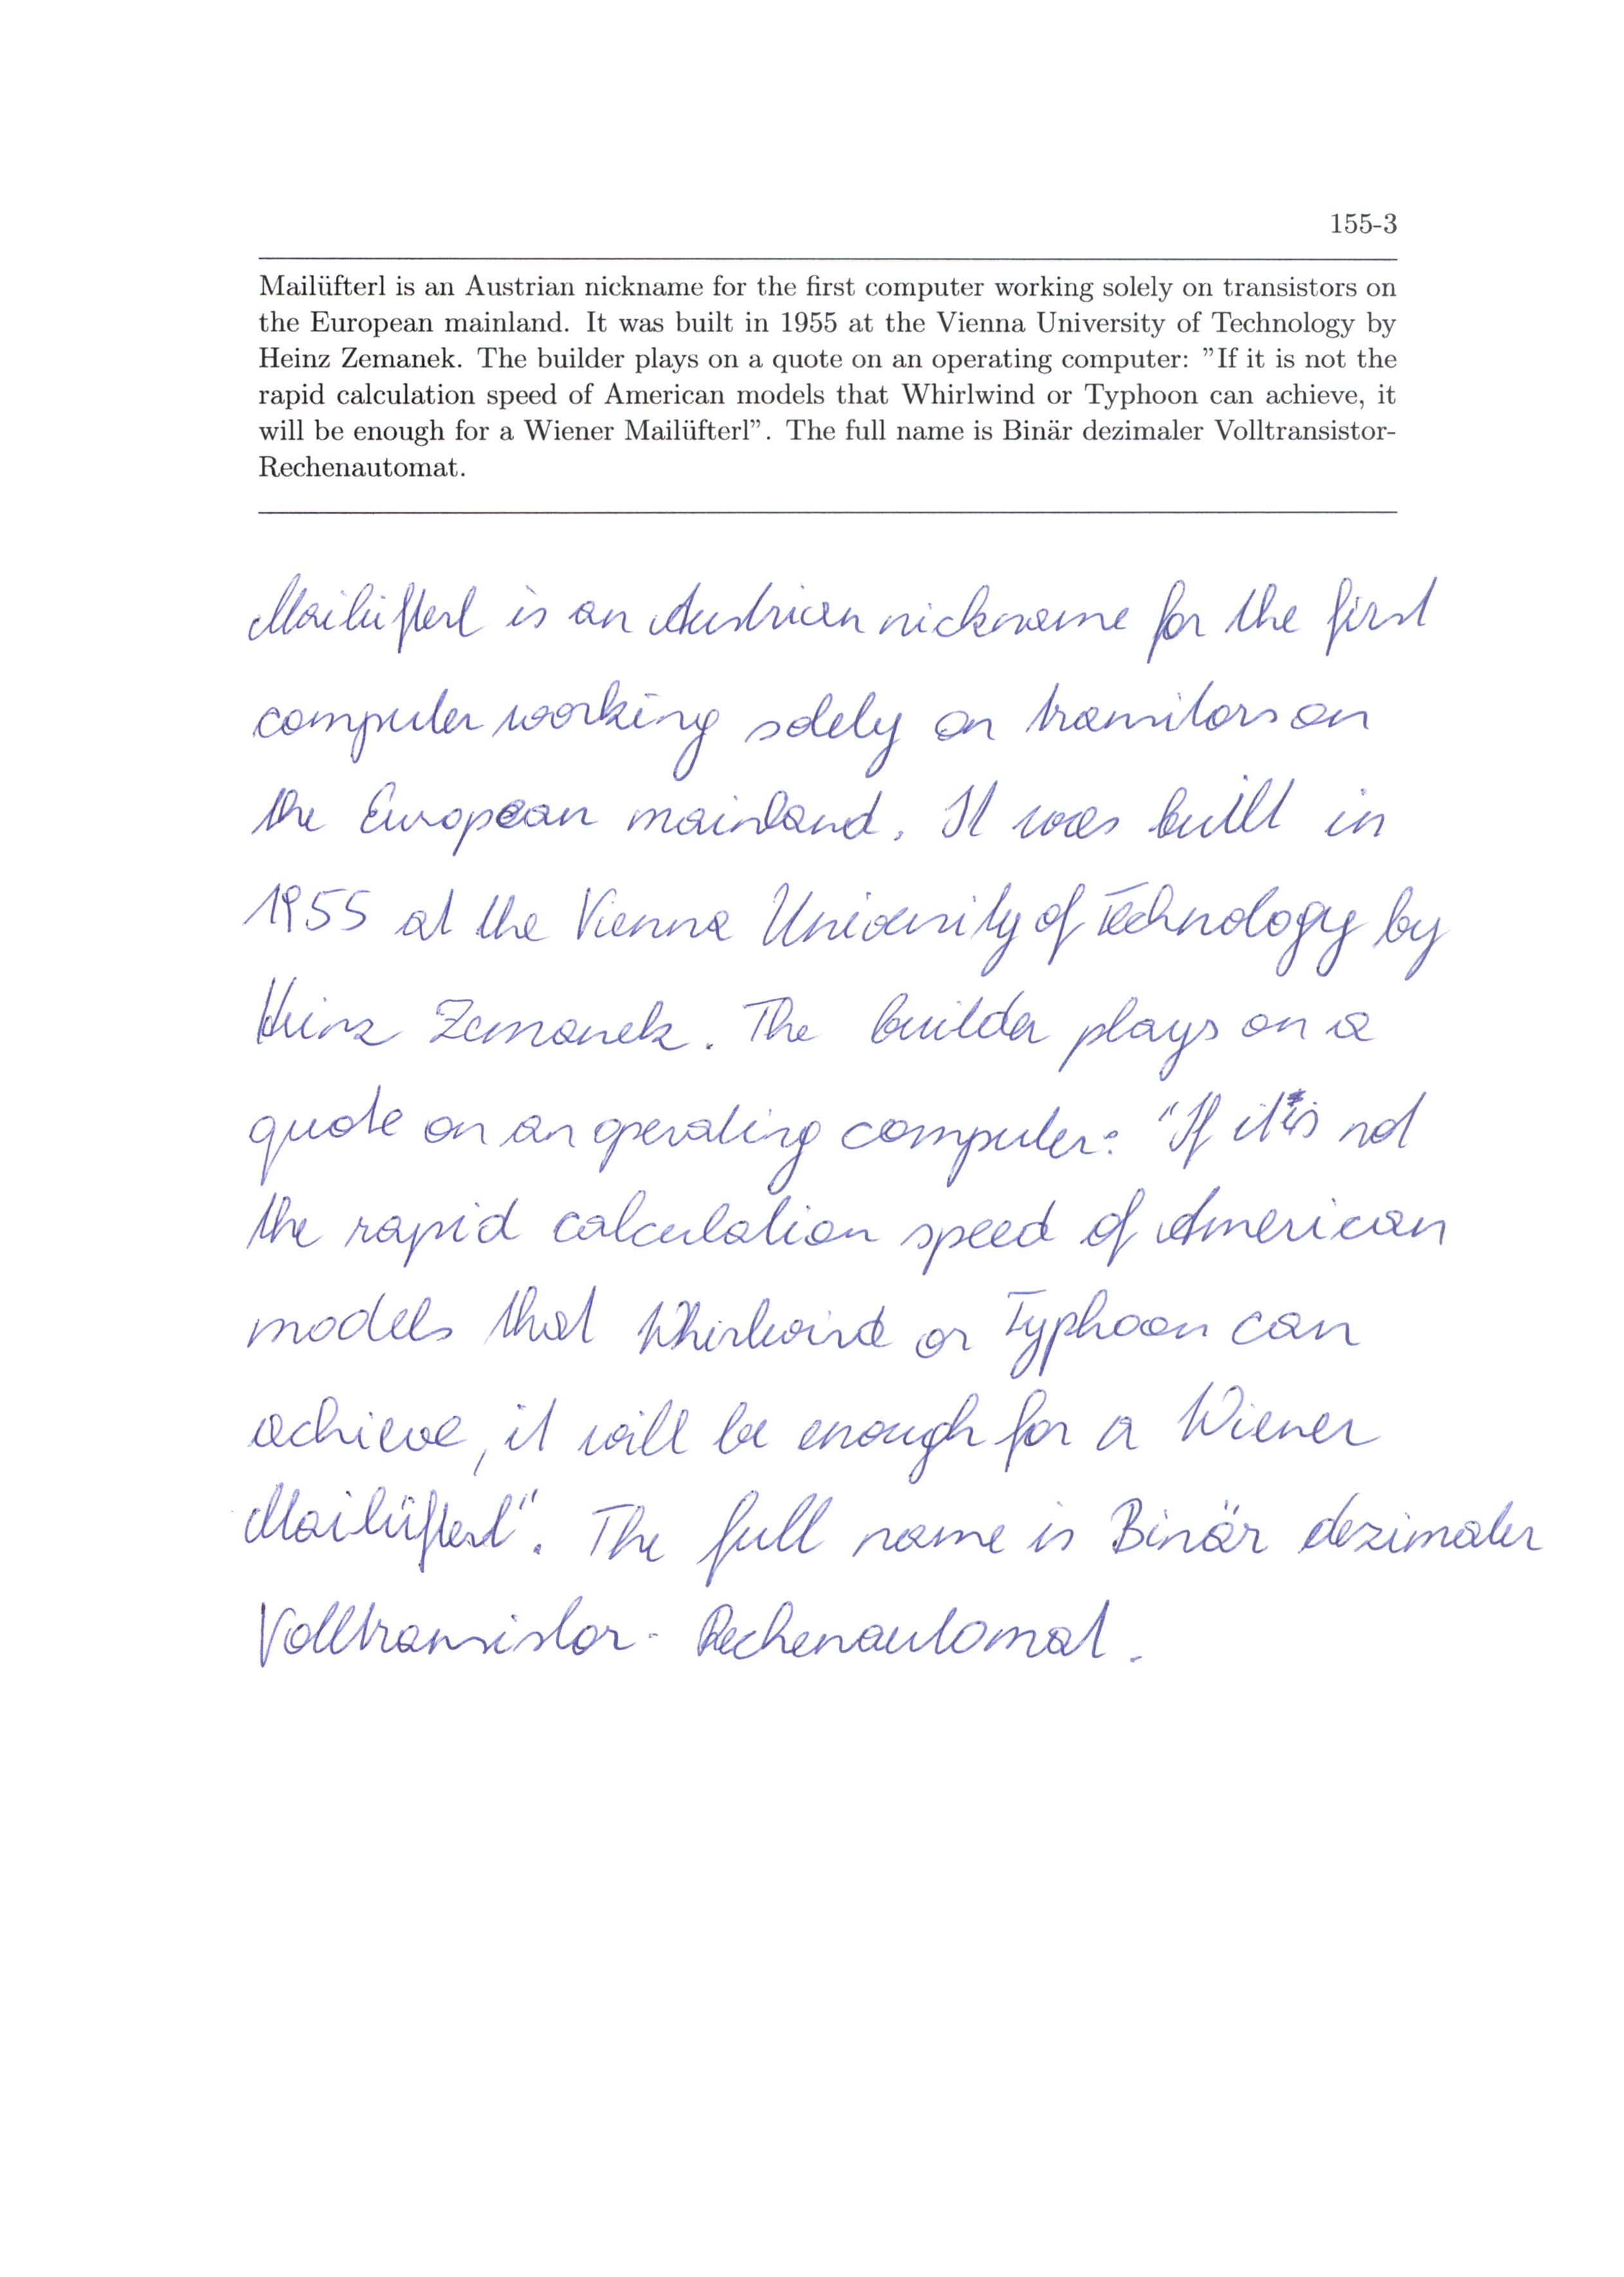 155-3
Mailüfterl is an Austrian nickname for the first computer working solely on transistors on
the European mainland. It was built in 1955 at the Vienna University of Technology by
Heinz Zemanek. The builder plays on a quote on an operating computer: "If it is not the
rapid calculation speed of American models that Whirlwind or Typhoon can achieve, it
will be enough for a Wiener Mailüfterl". The full name is Binär dezimaler Volltransistor-
Rechenautomat.
Mailüfterl is an Austrian nickname for the first
computer working solely on transitors on
the European mainland. It was built in
1955 at the Vienna University of Technology by
Heinz Zemanek. The builder plays on a
quote on an operating computer: "If it is not
the rapid calculation speed of American
models that Whirlwind or Typhoon can
achieve, it will be enough for a Wiener
Mailüfterl". The full name is Binär dezimaler
Volltransistor-Rechenautomat.